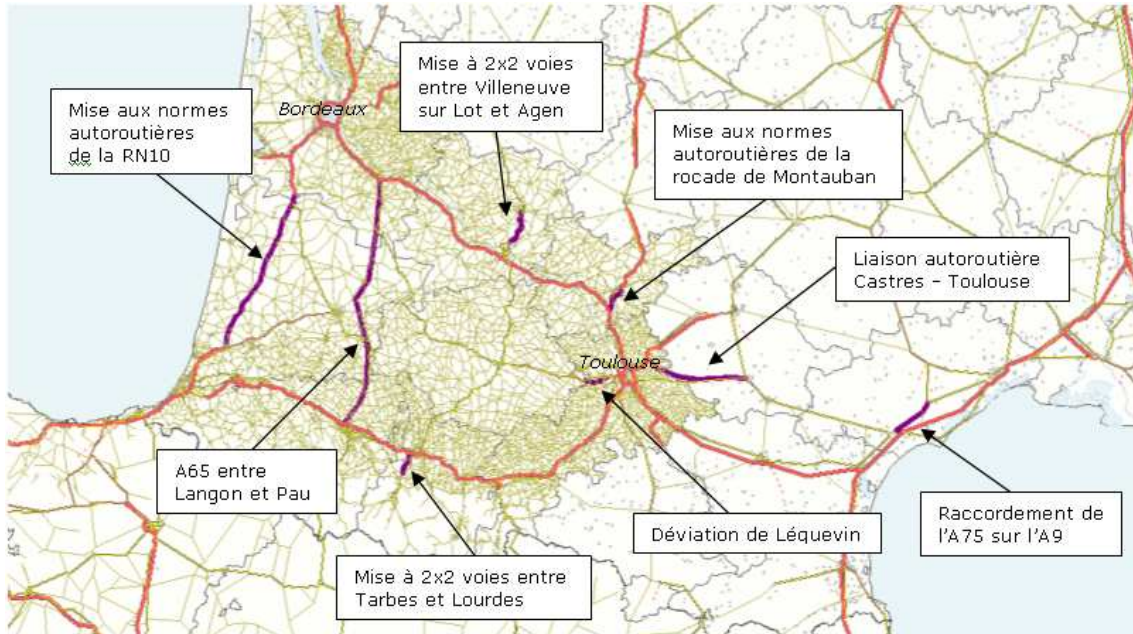 Mise à 2x2 voies
entre Villeneuve
sur Lot et Agen
Mise aux normes
autoroutières
de la RN10
Bordeaux
Mise aux normes
autoroutières de la
rocade de Montauban
Liaison autoroutière
Castres - Toulouse
Toulouse
A65 entre
Langon et Pau
Déviation de Léquevin
Raccordement de
l'A75 sur l'A9
Mise à 2x2 voies entre
Tarbes et Lourdes